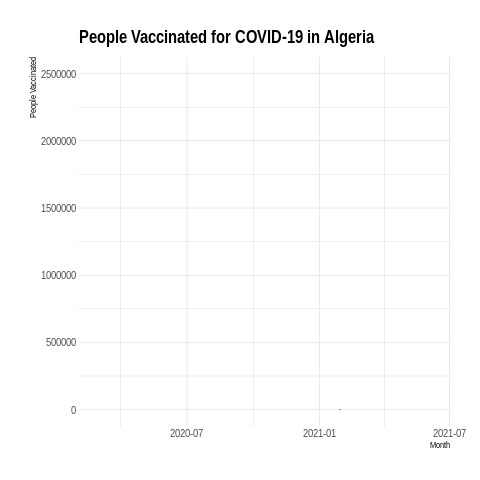 People Vaccinated for COVID-19 in Algeria
People Vaccinated
2500000
2000000
1500000
1000000
500000
0
2020-07 2021-01 2021-07
Month